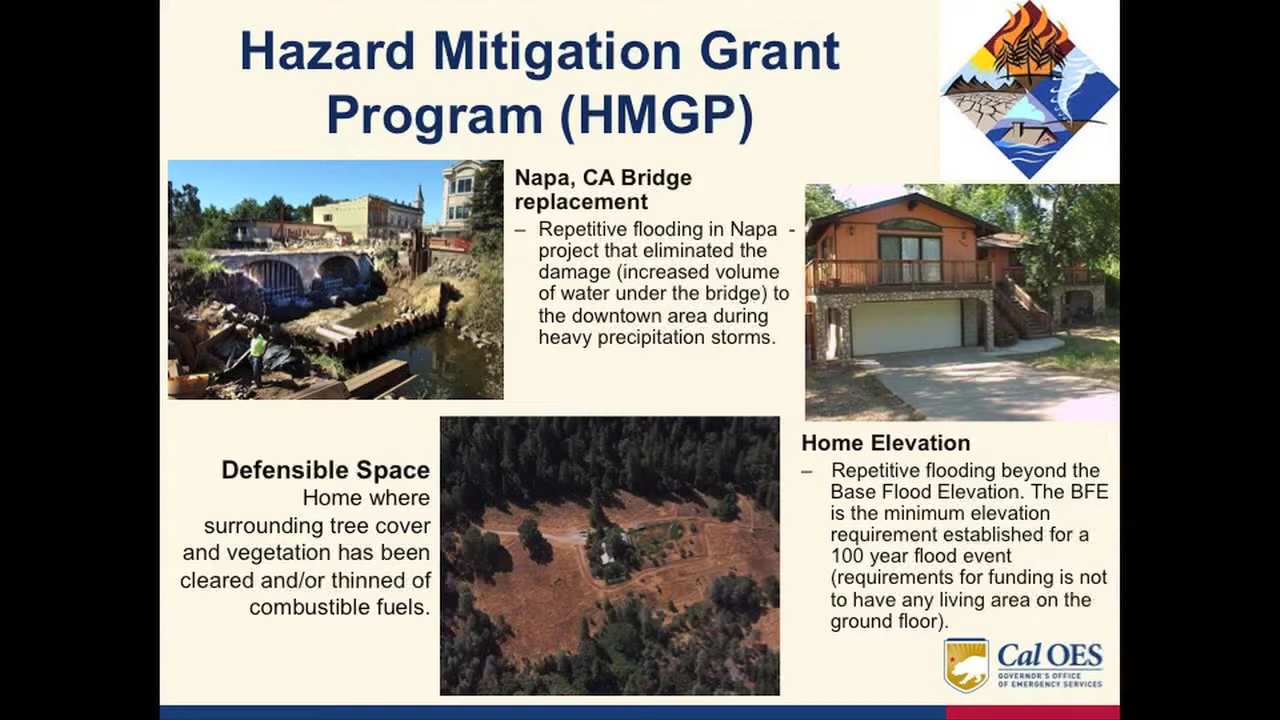 Hazard Mitigation Grant
Program (HMGP)
Napa, CA Bridge
replacement
– Repetitive flooding in Napa -
project that eliminated the
damage (increased volume
of water under the bridge) to
the downtown area during
heavy precipitation storms.
Defensible Space
Home where
surrounding tree cover
and vegetation has been
cleared and/or thinned of
combustible fuels.
Home Elevation
– Repetitive flooding beyond the
Base Flood Elevation. The BFE
is the minimum elevation
requirement established for a
100 year flood event
(requirements for funding is not
to have any living area on the
ground floor).
Cal OES
GOVERNOR'S OFFICE
OF EMERGENCY SERVICES